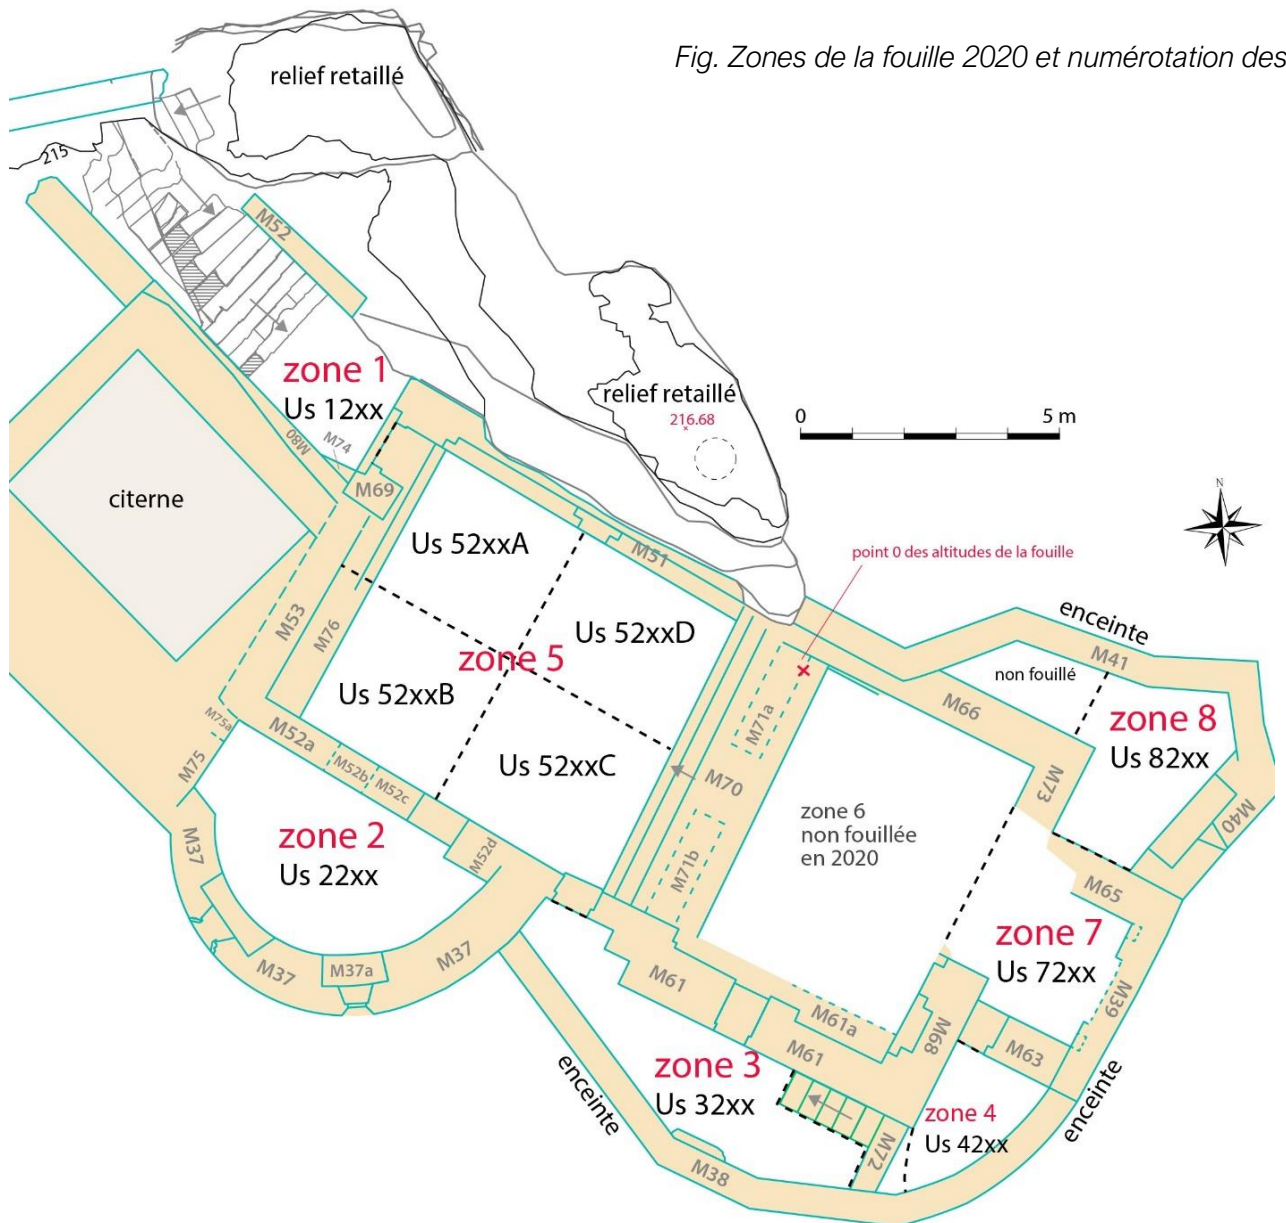 Fig. Zones de la fouille 2020 et numérotation des
relief retaillé
215
M52
zone 1
Us 12xx
relief retaillé
216.68
0
5 m
M80
M74
M69
citerne
N
Us 52xxA
M51
point 0 des altitudes de la fouille
M53
M76
Us 52xxD
zone 5
enceinte
M41
non fouillé
Us 52xxB
M71a
M66
zone 8
Us 82xx
M75a
M52a
M75
M52b
M52c
Us 52xxC
M70
M73
M40
zone 6
non fouillée
en 2020
zone 2
Us 22xx
M52d
M71b
M37
M65
zone 7
Us 72xx
M37
M37a
M37
M61
M39
M61a
M61
M68
M63
enceinte
zone 3
Us 32xx
zone 4
Us 42xx
enceinte
M72
M38